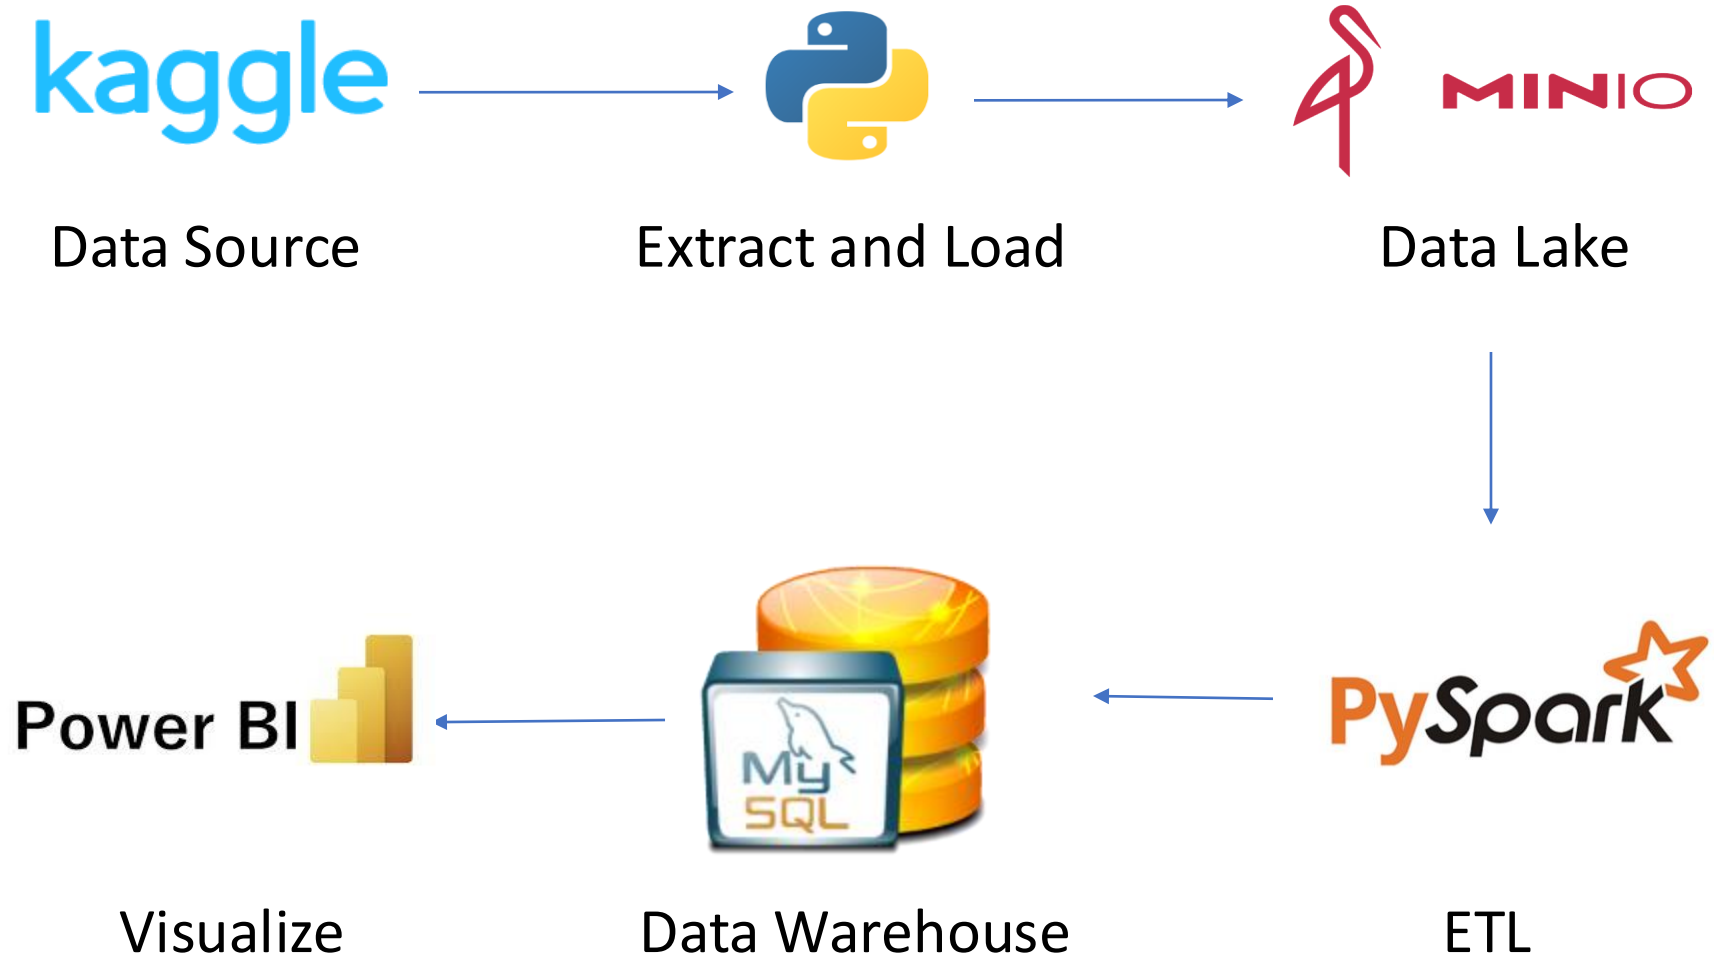 kaggle
MINIO
Data Source
Extract and Load
Data Lake
Power BI
My
SQL
PySpark
Visualize
Data Warehouse
ETL